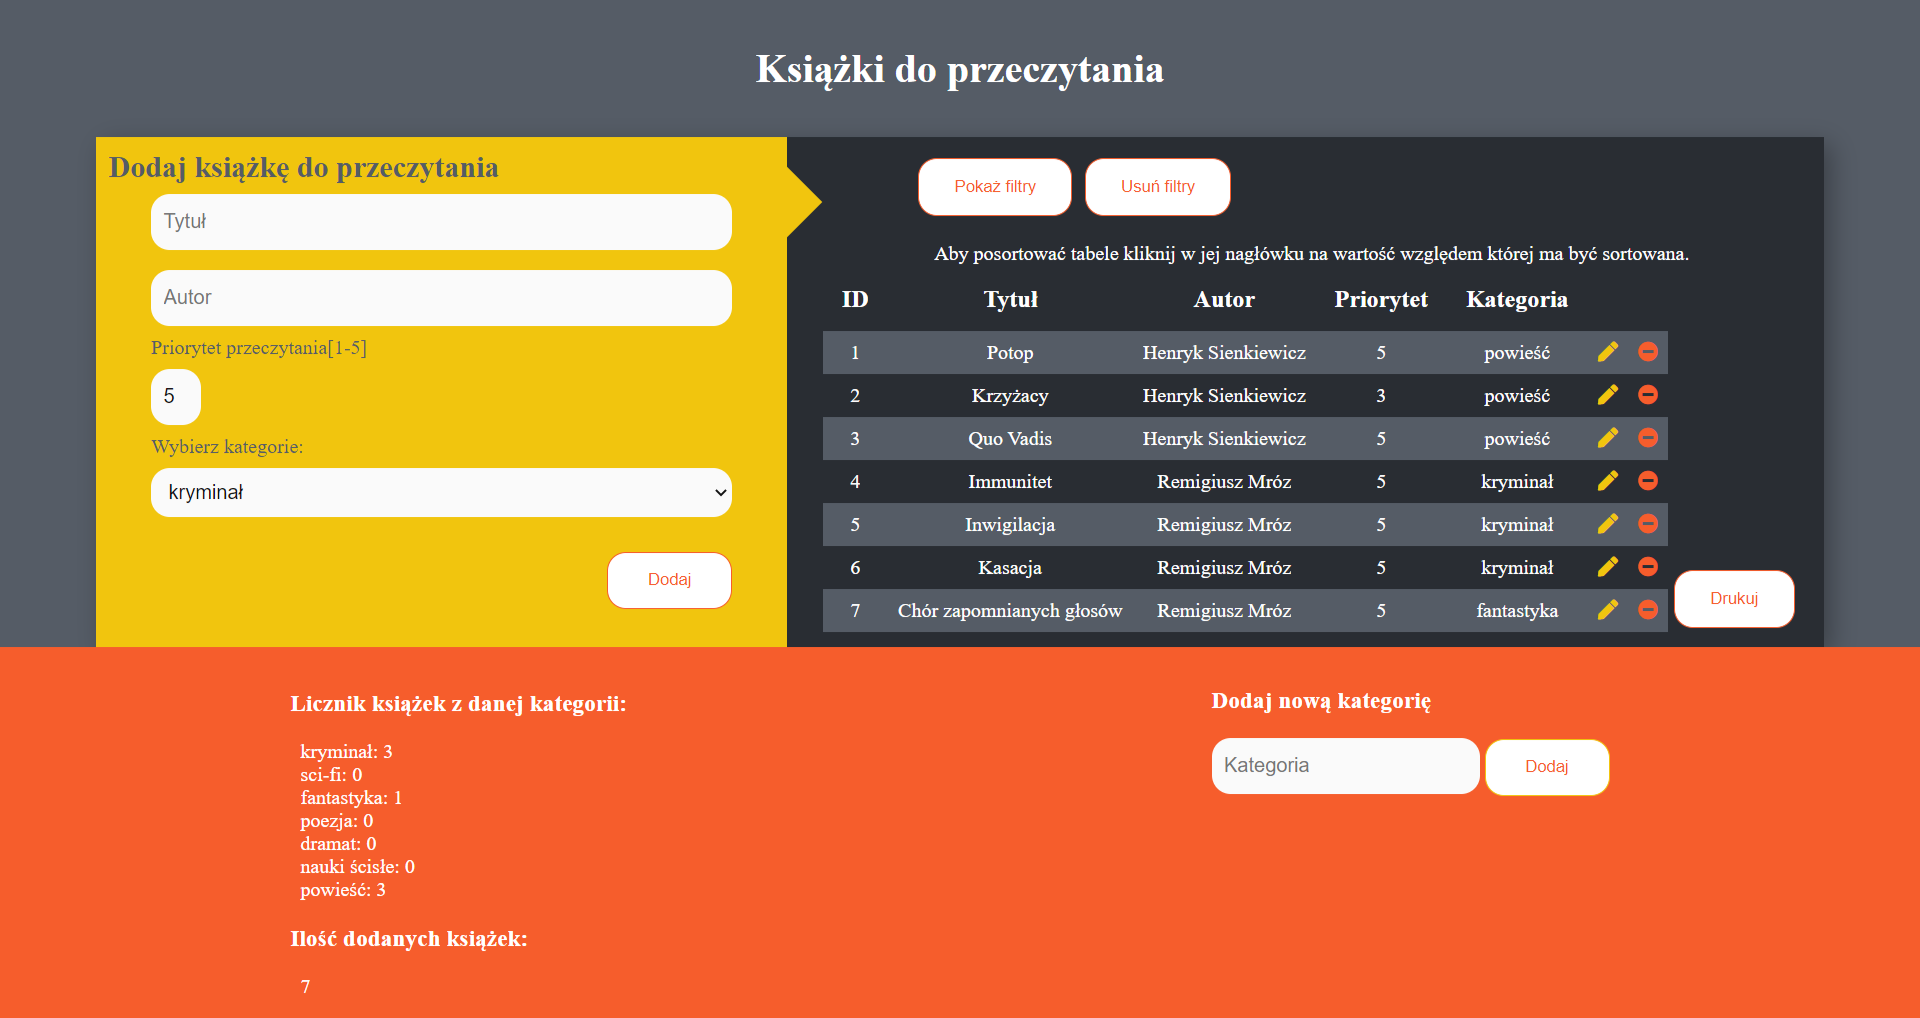 Książki do przeczytania
Dodaj książkę do przeczytania
Tytuł
Autor
Priorytet przeczytania[1-5]
5
Wybierz kategorie:
kryminał
Dodaj
Pokaż filtry Usuń filtry
Aby posortować tabele kliknij w jej nagłówku na wartość względem której ma być sortowana.
ID Tytuł Autor Priorytet Kategoria
1 Potop Henryk Sienkiewicz 5 powieść
2 Krzyżacy Henryk Sienkiewicz 3 powieść
3 Quo Vadis Henryk Sienkiewicz 5 powieść
4 Immunitet Remigiusz Mróz 5 kryminał
5 Inwigilacja Remigiusz Mróz 5 kryminał
6 Kasacja Remigiusz Mróz 5 kryminał
7 Chór zapomnianych głosów Remigiusz Mróz 5 fantastyka
Drukuj
Licznik książek z danej kategorii:
kryminał: 3
sci-fi: 0
fantastyka: 1
poezja: 0
dramat: 0
nauki ścisłe: 0
powieść: 3
Ilość dodanych książek:
7
Dodaj nową kategorię
Kategoria Dodaj